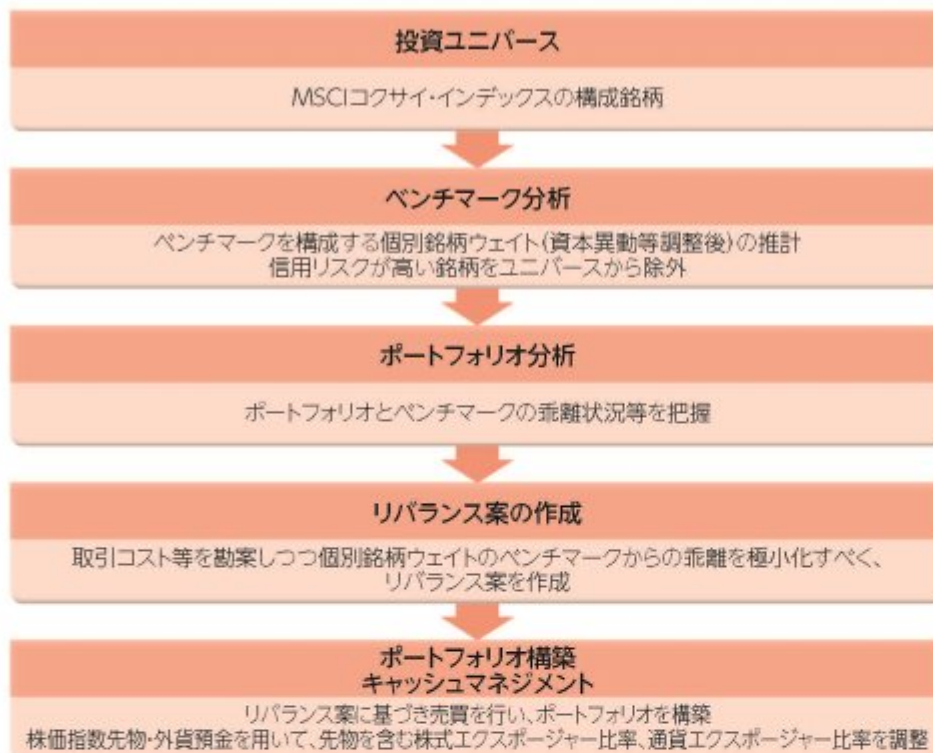 投資ユニバース
MSCIコクサイ・インデックスの構成銘柄
ベンチマーク分析
ベンチマークを構成する個別銘柄ウェイト(資本異動等調整後)の推計
信用リスクが高い銘柄をユニバースから除外
ポートフォリオ分析
ポートフォリオとベンチマークの乖離状況等を把握
リバランス案の作成
取引コスト等を勘案しつつ個別銘柄ウェイトのベンチマークからの乖離を極小化すべく、
リバランス案を作成
ポートフォリオ構築
キャッシュマネジメント
リバランス案に基づき売買を行い、ポートフォリオを構築
株価指数先物・外貨預金を用いて、先物を含む株式エクスポージャー比率、通貨エクスポージャー比率を調整